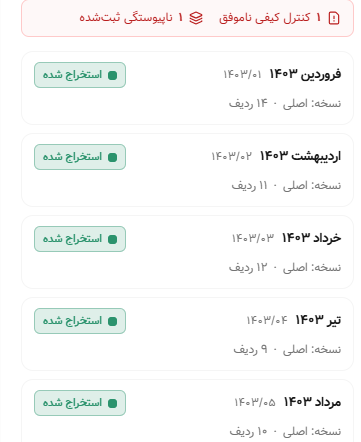 ۱ کنترل کیفی ناموفق ۱ ناپیوستگی ثبت‌شده
فروردین ۱۴۰۳ ۱۴۰۳/۰۱ استخراج شده
نسخه: اصلی · ۱۴ ردیف
اردیبهشت ۱۴۰۳ ۱۴۰۳/۰۲ استخراج شده
نسخه: اصلی · ۱۱ ردیف
خرداد ۱۴۰۳ ۱۴۰۳/۰۳ استخراج شده
نسخه: اصلی · ۱۲ ردیف
تیر ۱۴۰۳ ۱۴۰۳/۰۴ استخراج شده
نسخه: اصلی · ۹ ردیف
مرداد ۱۴۰۳ ۱۴۰۳/۰۵ استخراج شده
نسخه: اصلی · ۱۰ ردیف